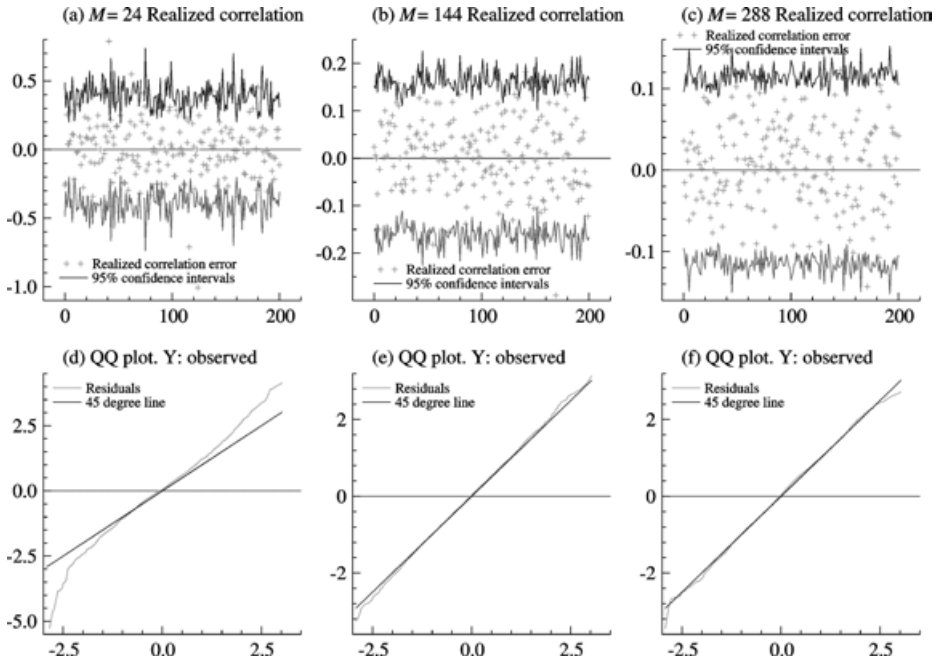 (a) M= 24 Realized correlation
(b) M= 144 Realized correlation
(c) M= 288 Realized correlation
0.5
0.0
-0.5
-1.0
Realized correlation error
95% confidence intervals
0 100 200
0.2
0.1
0.0
-0.1
-0.2
Realized correlation error
95% confidence intervals
0 100 200
Realized correlation error
95% confidence intervals
0.1
0.0
-0.1
0 100 200
(d) QQ plot. Y: observed
(e) QQ plot. Y: observed
(f) QQ plot. Y: observed
Residuals
45 degree line
2.5
0.0
-2.5
-5.0
-2.5 0.0 2.5
Residuals
45 degree line
2
0
-2
-2.5 0.0 2.5
Residuals
45 degree line
2
0
-2
-2.5 0.0 2.5